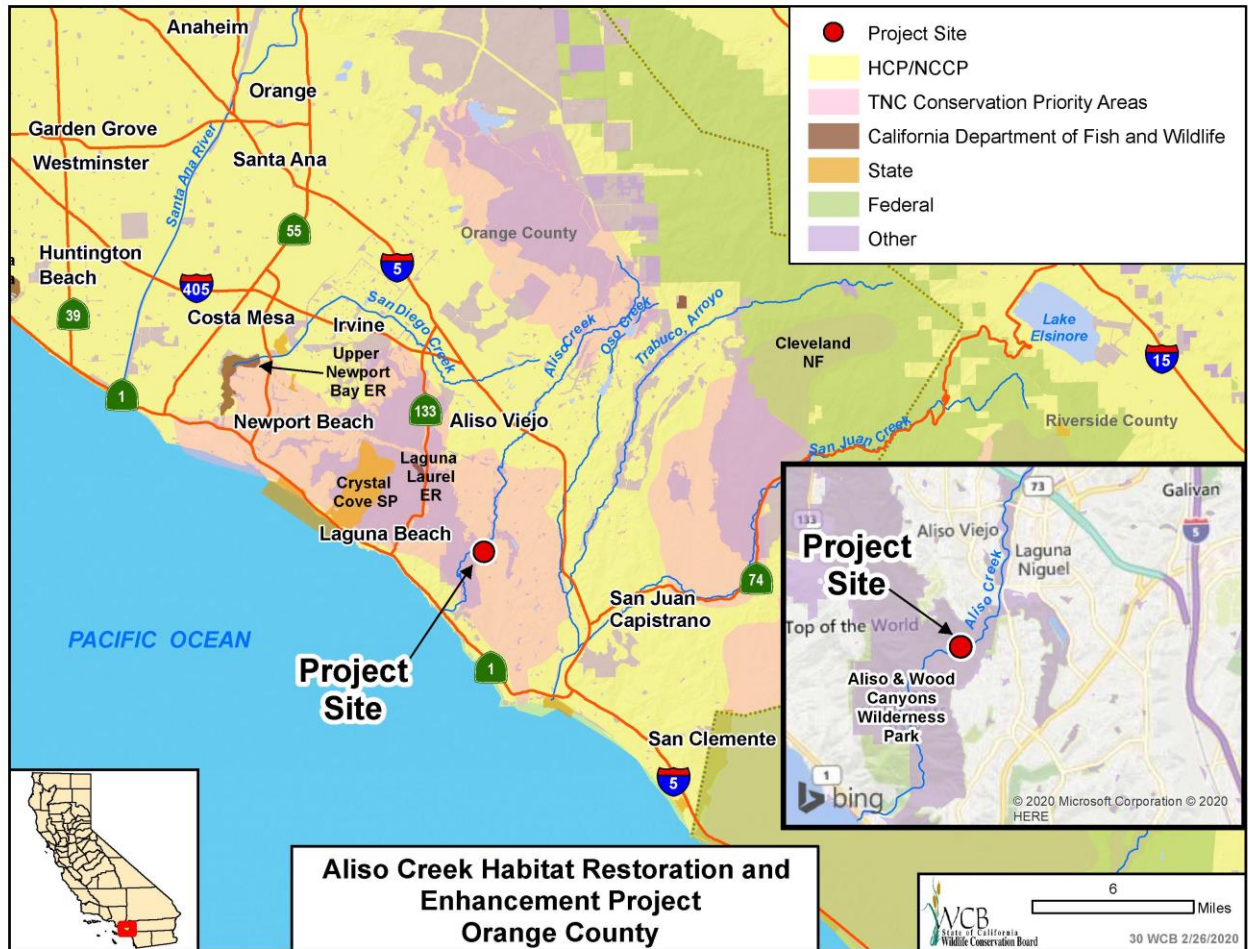 Anaheim
Orange
Garden Grove
Westminster
Santa Ana River
Santa Ana
55
Orange County
Huntington
Beach
5
405
39
Costa Mesa
San Diego Creek
Irvine
Upper
Newport
Bay ER
Aliso Creek
Oso Creek
Trabuco, Arroyo
Cleveland
NF
Lake
Elsinore
15
1
Newport Beach
133
Aliso Viejo
San Juan Creek
Riverside County
Crystal
Cove SP
Laguna
Laurel
ER
Laguna Beach
74
San Juan
Capistrano
PACIFIC OCEAN
Project
Site
1
San Clemente
5
Project Site
HCP/NCCP
TNC Conservation Priority Areas
California Department of Fish and Wildlife
State
Federal
Other
73
Galivan
133
Aliso Viejo
5
Project
Site
Laguna
Niguel
Aliso Creek
Top of the World
Aliso & Wood
Canyons
Wilderness
Park
1
bing
© 2020 Microsoft Corporation © 2020
HERE
Aliso Creek Habitat Restoration and
Enhancement Project
Orange County
WCB
State of California
Wildlife Conservation Board
6
Miles
30 WCB 2/26/2020